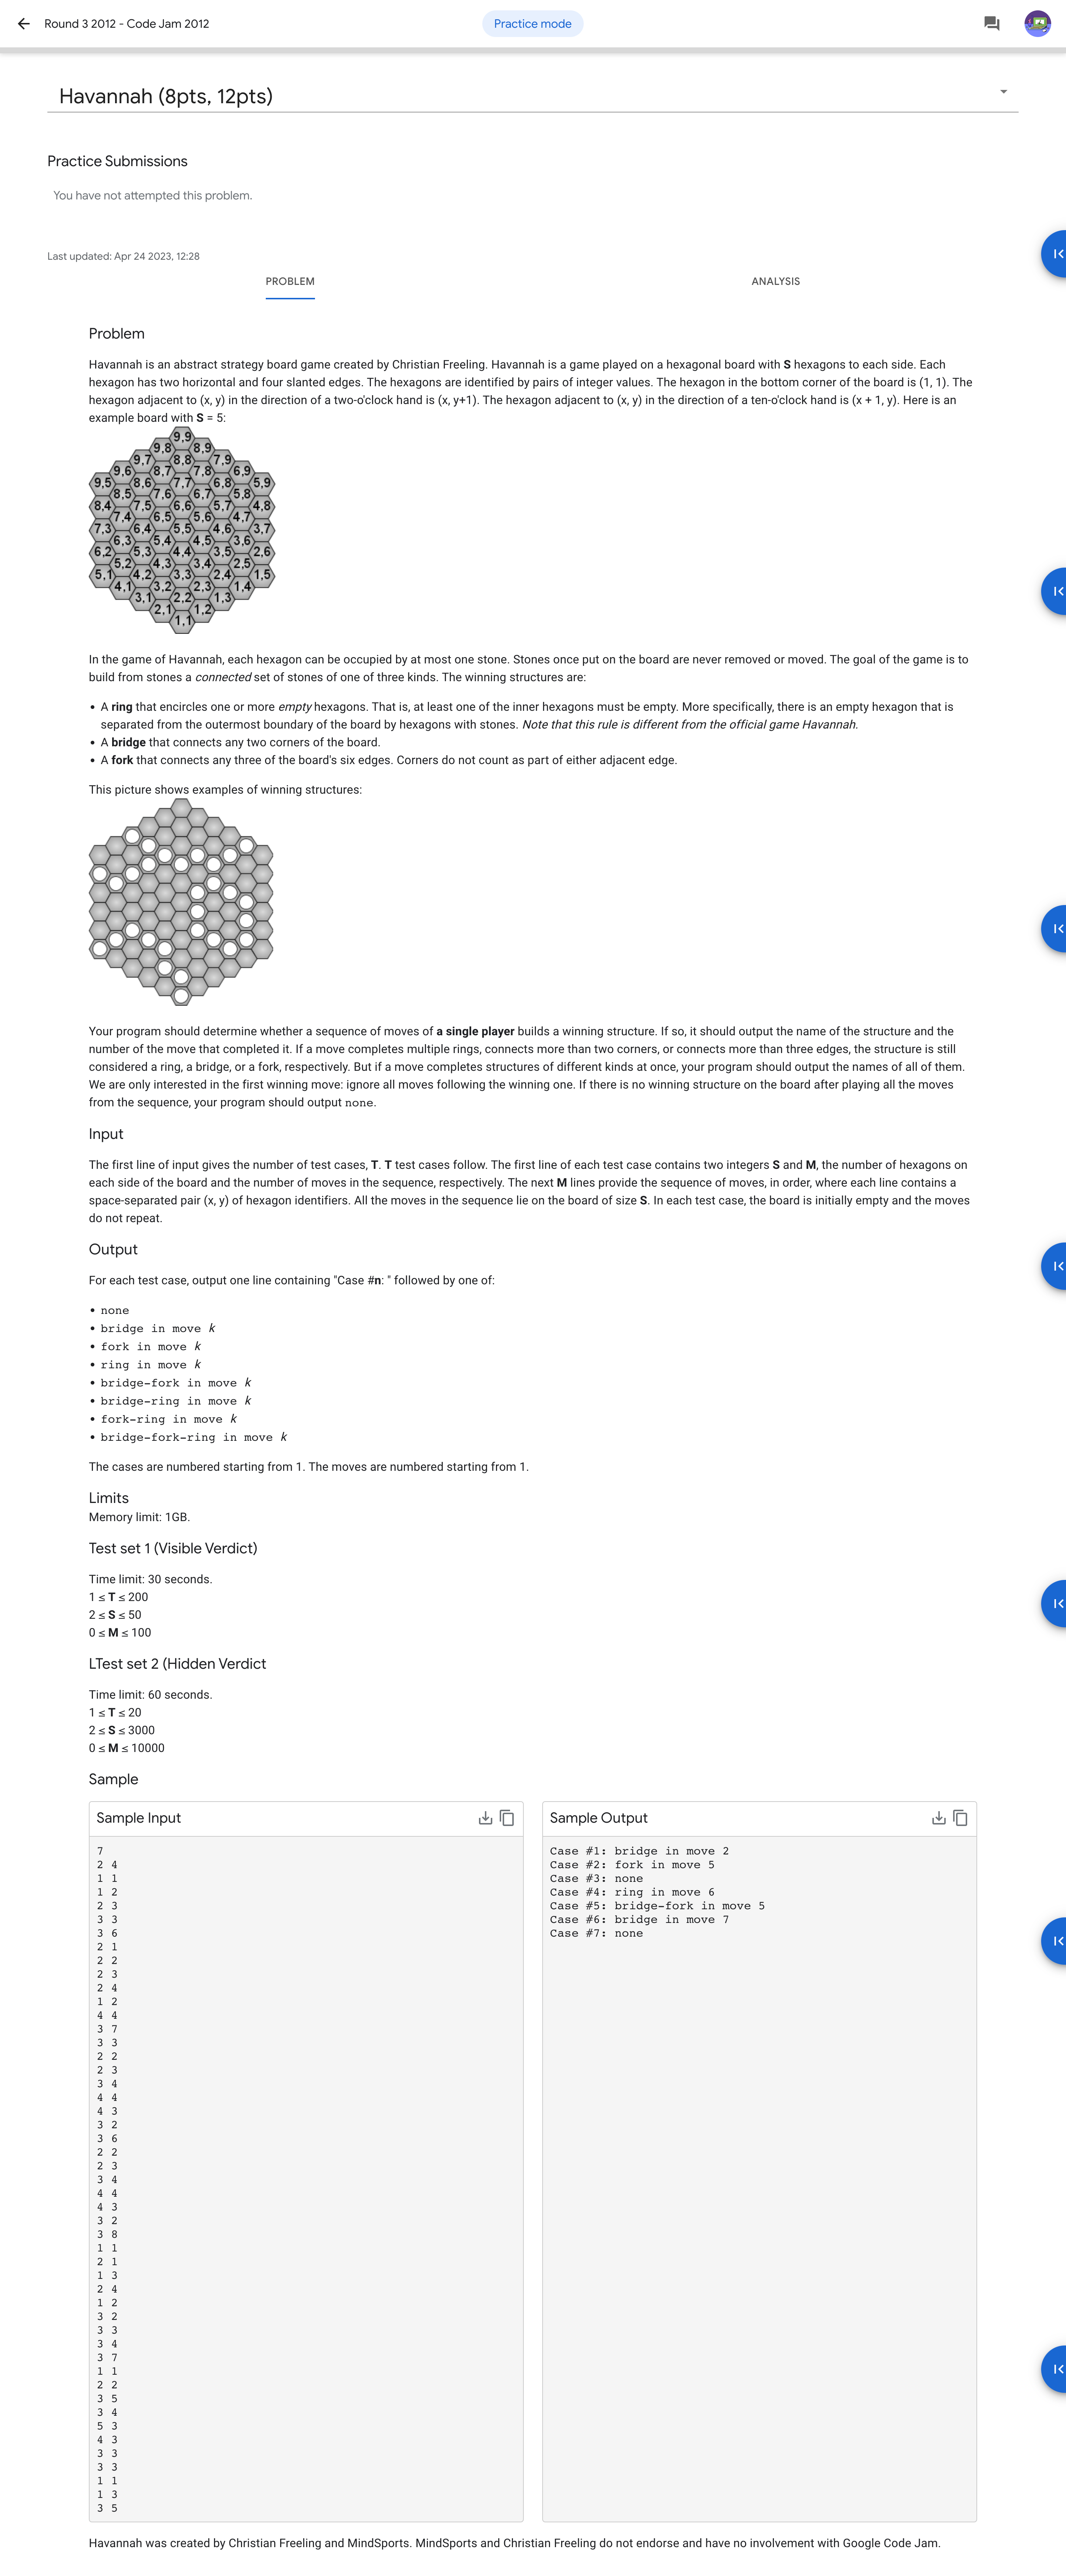 Round 3 2012 - Code Jam 2012
Practice mode
Havannah (8pts, 12pts)
Practice Submissions
You have not attempted this problem.
Last updated: Apr 24 2023, 12:28
PROBLEM
ANALYSIS
Problem
Havannah is an abstract strategy board game created by Christian Freeling. Havannah is a game played on a hexagonal board with S hexagons to each side. Each
hexagon has two horizontal and four slanted edges. The hexagons are identified by pairs of integer values. The hexagon in the bottom corner of the board is (1, 1). The
hexagon adjacent to (x, y) in the direction of a two-o'clock hand is (x, y+1). The hexagon adjacent to (x, y) in the direction of a ten-o'clock hand is (x + 1, y). Here is an
example board with S = 5:
9,9
9,8 8,9
9,7 8,8 7,9
9,6 8,7 7,8 6,9
9,5 8,6 7,7 6,8 5,9
8,5 7,6 6,7 5,8
8,4 7,5 6,6 5,7 4,8
7,4 6,5 5,6 4,7
7,3 6,4 5,5 4,6 3,7
6,3 5,4 4,5 3,6
6,2 5,3 4,4 3,5 2,6
5,2 4,3 3,4 2,5
5,1 4,2 3,3 2,4 1,5
4,1 3,2 2,3 1,4
3,1 2,2 1,3
2,1 1,2
1,1
In the game of Havannah, each hexagon can be occupied by at most one stone. Stones once put on the board are never removed or moved. The goal of the game is to
build from stones a connected set of stones of one of three kinds. The winning structures are:
• A ring that encircles one or more empty hexagons. That is, at least one of the inner hexagons must be empty. More specifically, there is an empty hexagon that is
separated from the outermost boundary of the board by hexagons with stones. Note that this rule is different from the official game Havannah.
• A bridge that connects any two corners of the board.
• A fork that connects any three of the board's six edges. Corners do not count as part of either adjacent edge.
This picture shows examples of winning structures:
Your program should determine whether a sequence of moves of a single player builds a winning structure. If so, it should output the name of the structure and the
number of the move that completed it. If a move completes multiple rings, connects more than two corners, or connects more than three edges, the structure is still
considered a ring, a bridge, or a fork, respectively. But if a move completes structures of different kinds at once, your program should output the names of all of them.
We are only interested in the first winning move: ignore all moves following the winning one. If there is no winning structure on the board after playing all the moves
from the sequence, your program should output none.
Input
The first line of input gives the number of test cases, T. T test cases follow. The first line of each test case contains two integers S and M, the number of hexagons on
each side of the board and the number of moves in the sequence, respectively. The next M lines provide the sequence of moves, in order, where each line contains a
space-separated pair (x, y) of hexagon identifiers. All the moves in the sequence lie on the board of size S. In each test case, the board is initially empty and the moves
do not repeat.
Output
For each test case, output one line containing "Case #n: " followed by one of:
• none
• bridge in move k
• fork in move k
• ring in move k
• bridge-fork in move k
• bridge-ring in move k
• fork-ring in move k
• bridge-fork-ring in move k
The cases are numbered starting from 1. The moves are numbered starting from 1.
Limits
Memory limit: 1GB.
Test set 1 (Visible Verdict)
Time limit: 30 seconds.
1 ≤ T ≤ 200
2 ≤ S ≤ 50
0 ≤ M ≤ 100
LTest set 2 (Hidden Verdict
Time limit: 60 seconds.
1 ≤ T ≤ 20
2 ≤ S ≤ 3000
0 ≤ M ≤ 10000
Sample
Sample Input
7
2 4
1 1
1 2
2 3
3 3
3 6
2 1
2 2
2 3
2 4
1 2
4 4
3 7
3 3
2 2
2 3
3 4
4 4
4 3
3 2
3 6
2 2
2 3
3 4
4 4
4 3
3 2
3 8
1 1
2 1
1 3
2 4
1 2
3 2
3 3
3 4
3 7
1 1
2 2
3 5
3 4
5 3
4 3
3 3
3 3
1 1
1 3
3 5
Sample Output
Case #1: bridge in move 2
Case #2: fork in move 5
Case #3: none
Case #4: ring in move 6
Case #5: bridge-fork in move 5
Case #6: bridge in move 7
Case #7: none
Havannah was created by Christian Freeling and MindSports. MindSports and Christian Freeling do not endorse and have no involvement with Google Code Jam.